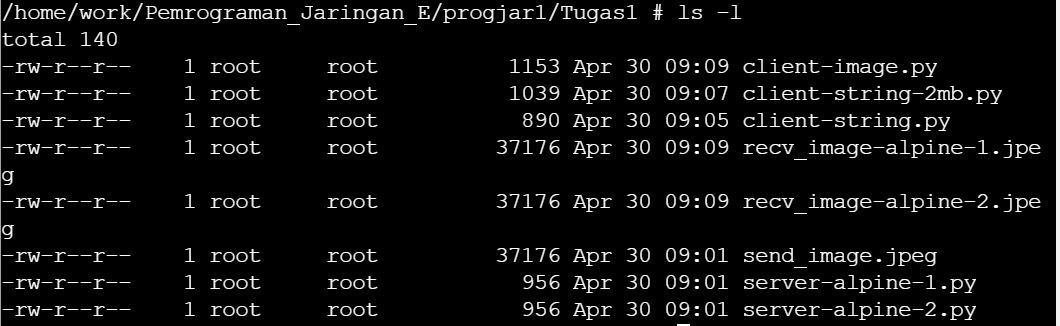 /home/work/Pemrograman_Jaringan_E/progjar1/Tugas1 # ls -l
total 140
-rw-r--r--    1 root     root          1153 Apr 30 09:09 client-image.py
-rw-r--r--    1 root     root          1039 Apr 30 09:07 client-string-2mb.py
-rw-r--r--    1 root     root           890 Apr 30 09:05 client-string.py
-rw-r--r--    1 root     root         37176 Apr 30 09:09 recv_image-alpine-1.jpe
g
-rw-r--r--    1 root     root         37176 Apr 30 09:09 recv_image-alpine-2.jpe
g
-rw-r--r--    1 root     root         37176 Apr 30 09:01 send_image.jpeg
-rw-r--r--    1 root     root           956 Apr 30 09:01 server-alpine-1.py
-rw-r--r--    1 root     root           956 Apr 30 09:01 server-alpine-2.py